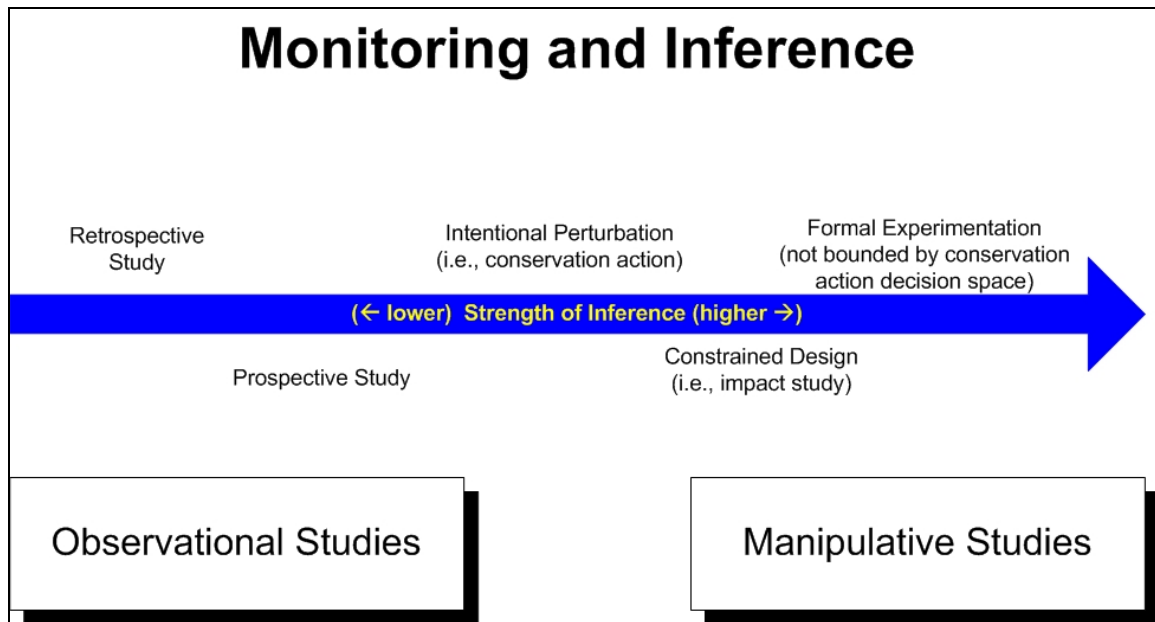 Monitoring and Inference
Retrospective
Study
Intentional Perturbation
(i.e., conservation action)
Formal Experimentation
(not bounded by conservation
action decision space)
(← lower)  Strength of Inference (higher →)
Prospective Study
Constrained Design
(i.e., impact study)
Observational Studies
Manipulative Studies